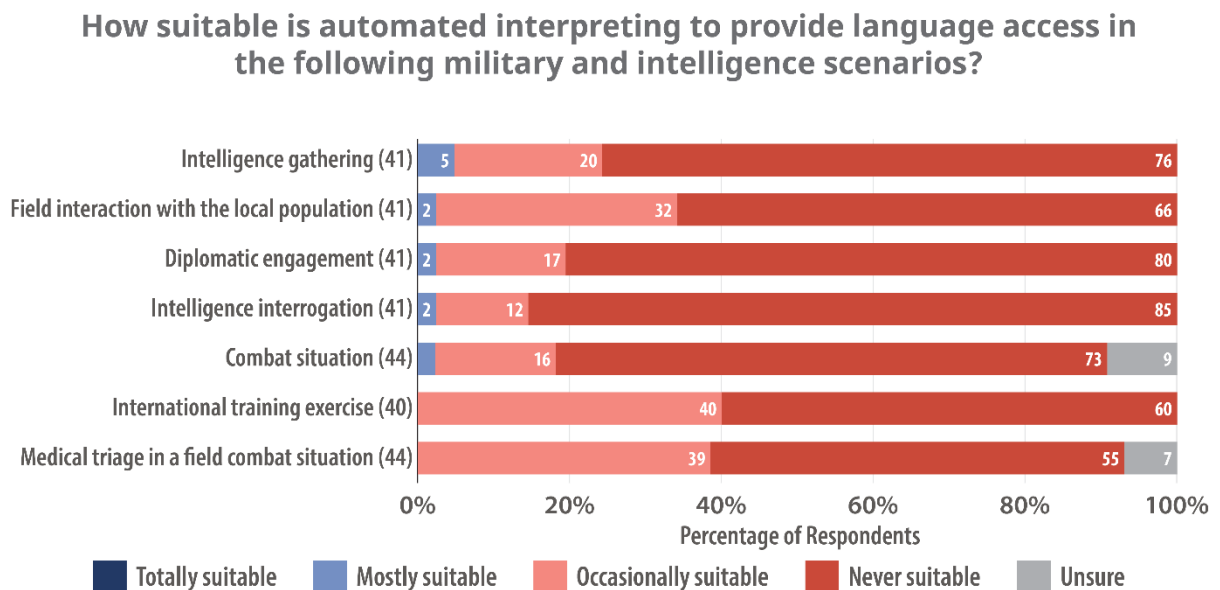 How suitable is automated interpreting to provide language access in
the following military and intelligence scenarios?
Intelligence gathering (41) 5 20 76
Field interaction with the local population (41) 2 32 66
Diplomatic engagement (41) 2 17 80
Intelligence interrogation (41) 2 12 85
Combat situation (44) 16 73 9
International training exercise (40) 40 60
Medical triage in a field combat situation (44) 39 55 7
0% 20% 40% 60% 80% 100%
Percentage of Respondents
Totally suitable Mostly suitable Occasionally suitable Never suitable Unsure